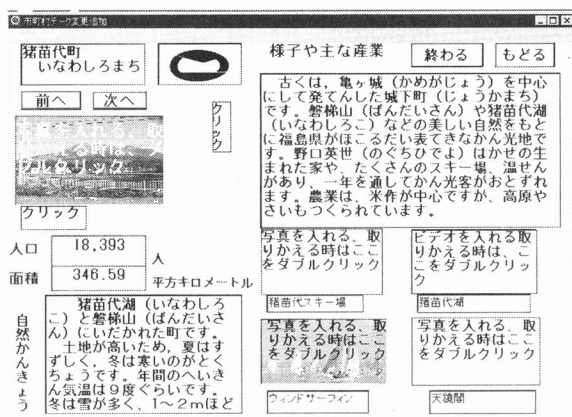 市町村データ変更・追加
猪苗代町
いなわしろまち
様子や主な産業
終わる
もどる
前へ
次へ
クリック
古くは，亀ヶ城（かめがじょう）を中心
にして発てんした城下町（じょうかまち）
です。磐梯山（ばんだいさん）や猪苗代湖
（いなわしろこ）などの美しい自然をもと
に福島県がほこるだい表てきなかん光地で
す。野口英世（のぐちひでよ）はかせの生
まれた家や，たくさんのスキー場，温せん
があり，一年を通してかん光客がおとずれ
ます。農業は，米作が中心ですが，高原や
さいもつくられています。
写真を入れる、取
りかえる時は
ダブルクリック
クリック
人口
18,393
人
面積
346.59
平方キロメートル
自然かんきょう
猪苗代湖（いなわしろ
こ）と磐梯山（ばんだいさ
ん）にいだかれた町です。
土地が高いため，夏はす
ずしく，冬は寒いのがとく
ちょうです。年間のへいき
ん気温は９度ぐらいです。
冬は雪が多く，１～２ｍほど
写真を入れる、取
りかえる時はここ
をダブルクリック
猪苗代スキー場
ビデオを入れる取
りかえる時は、こ
こをダブルクリッ
ク
猪苗代湖
写真を入れる、取
りかえる時はここ
をダブルクリック
ウィンドサーフィン
写真を入れる、取
りかえる時はここ
をダブルクリック
天鏡閣